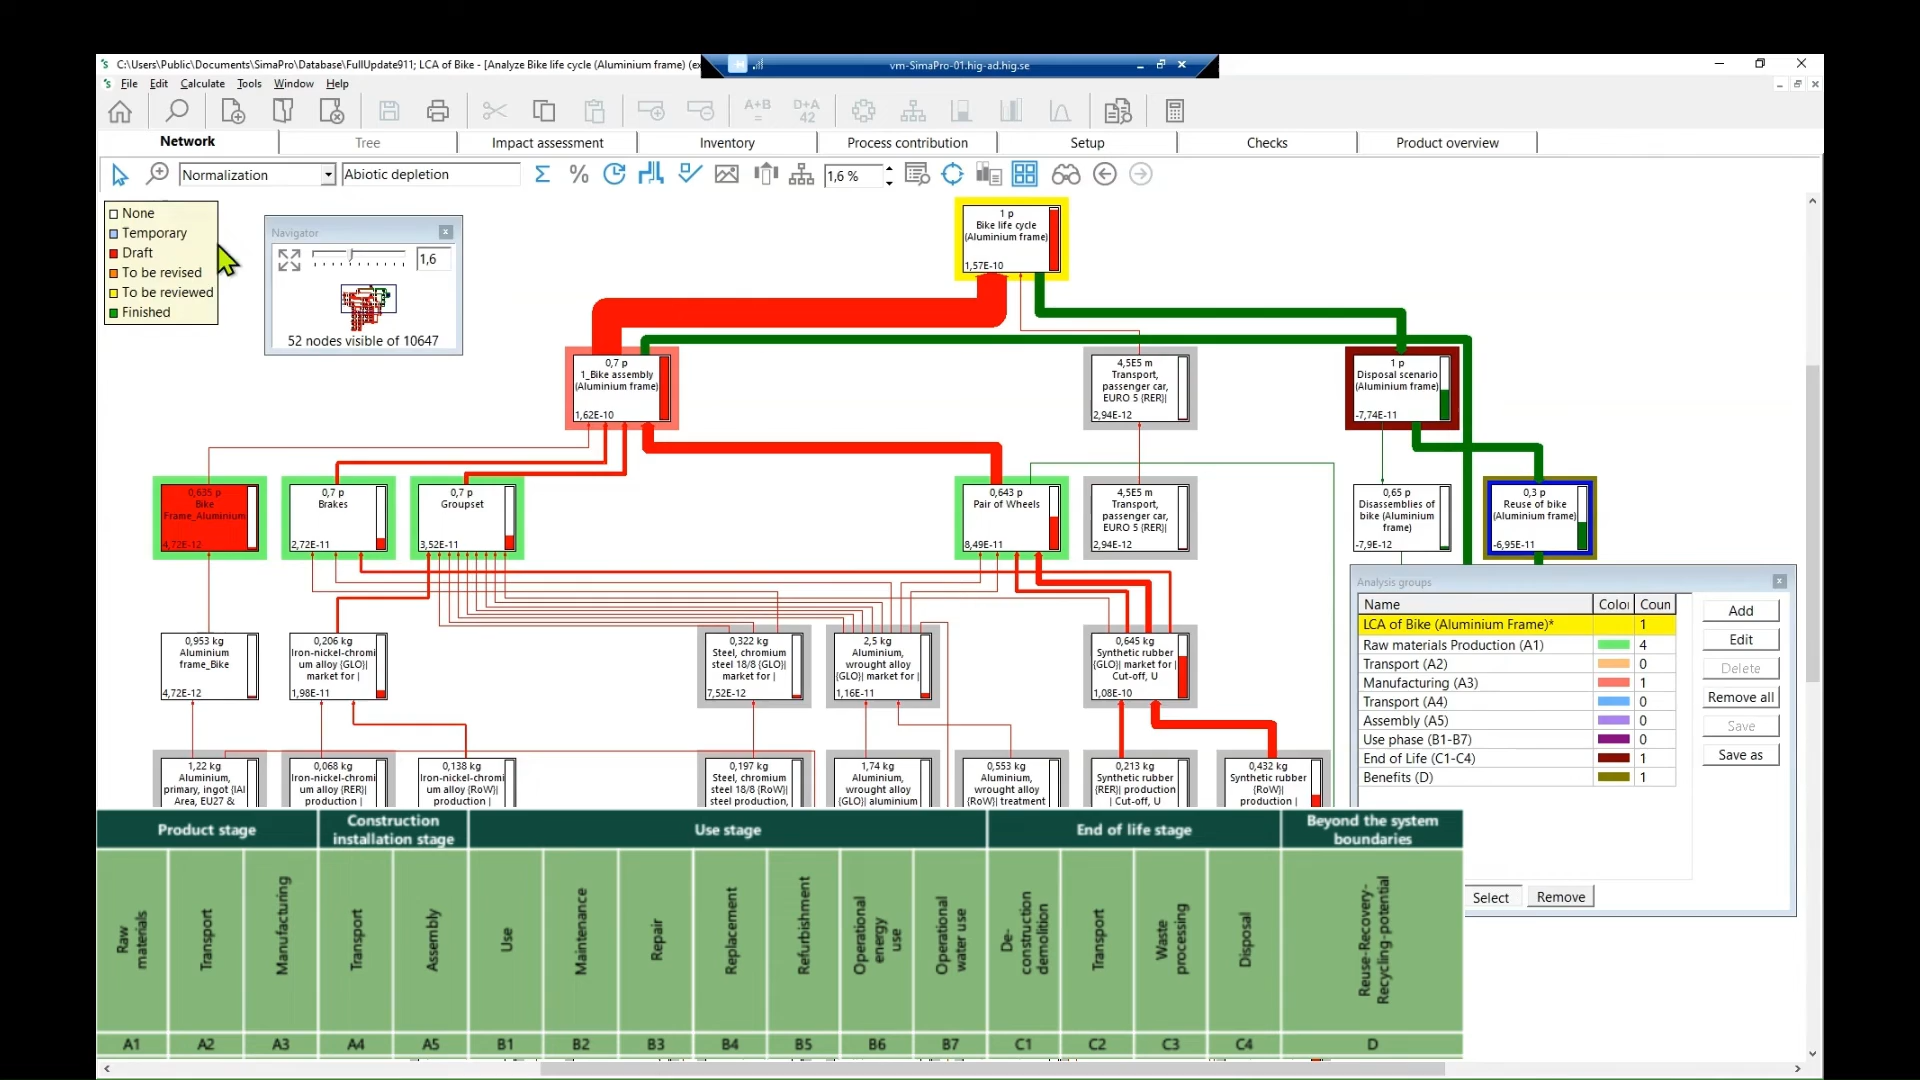 C:\Users\Public\Documents\SimaPro\Database\FullUpdate911; LCA of Bike - [Analyze Bike life cycle (Aluminium frame) (ex
vm-SimaPro-01.hig-ad.hig.se
File Edit Calculate Tools Window Help
A+B
=
D+A
42
Network Tree Impact assessment Inventory Process contribution Setup Checks Product overview
Normalization Abiotic depletion Σ % 1,6 %
None
Temporary
Draft
To be revised
To be reviewed
Finished
Navigator
1,6
52 nodes visible of 10647
1 p
Bike life cycle
(Aluminium frame)
1,57E-10
0,7 p
1_Bike assembly
(Aluminium frame)
1,62E-10
4,5E5 m
Transport,
passenger car,
EURO 5 {RER}|
2,94E-12
1 p
Disposal scenario
(Aluminium frame)
-7,74E-11
0,635 p
Bike
Frame_Aluminium
4,72E-12
0,7 p
Brakes
2,72E-11
0,7 p
Groupset
3,52E-11
0,643 p
Pair of Wheels
8,49E-11
4,5E5 m
Transport,
passenger car,
EURO 5 {RER}|
2,94E-12
0,65 p
Disassemblies of
bike (Aluminium
frame)
-7,9E-12
0,3 p
Reuse of bike
(Aluminium frame)
-6,95E-11
0,953 kg
Aluminium
frame_Bike
4,72E-12
0,206 kg
Iron-nickel-chromi
um alloy {GLO}|
market for |
1,98E-11
0,322 kg
Steel, chromium
steel 18/8 {GLO}|
market for |
7,52E-12
2,5 kg
Aluminium,
wrought alloy
{GLO}| market for |
1,16E-11
0,645 kg
Synthetic rubber
{GLO}| market for |
Cut-off, U
1,08E-10
1,22 kg
Aluminium,
primary, ingot {IAI
Area, EU27 &
0,068 kg
Iron-nickel-chromi
um alloy {RER}|
production |
0,138 kg
Iron-nickel-chromi
um alloy {RoW}|
production |
0,197 kg
Steel, chromium
steel 18/8 {RoW}|
steel production,
1,74 kg
Aluminium,
wrought alloy
{GLO}| aluminium
0,553 kg
Aluminium,
wrought alloy
{RoW}| treatment
0,213 kg
Synthetic rubber
{RER}| production
| Cut-off, U
0,432 kg
Synthetic rubber
{RoW}|
production |
Analysis groups
Name Color Coun
LCA of Bike (Aluminium Frame)* 1
Raw materials Production (A1) 4
Transport (A2) 0
Manufacturing (A3) 1
Transport (A4) 0
Assembly (A5) 0
Use phase (B1-B7) 0
End of Life (C1-C4) 1
Benefits (D) 1
Add
Edit
Delete
Remove all
Save
Save as
Select Remove
Product stage
Construction
installation stage
Use stage
End of life stage
Beyond the system
boundaries
Raw
materials
Transport
Manufacturing
Transport
Assembly
Use
Maintenance
Repair
Replacement
Refurbishment
Operational
energy
use
Operational
water use
De-
construction
demolition
Transport
Waste
processing
Disposal
Reuse-Recovery-
Recycling-potential
A1 A2 A3 A4 A5 B1 B2 B3 B4 B5 B6 B7 C1 C2 C3 C4 D